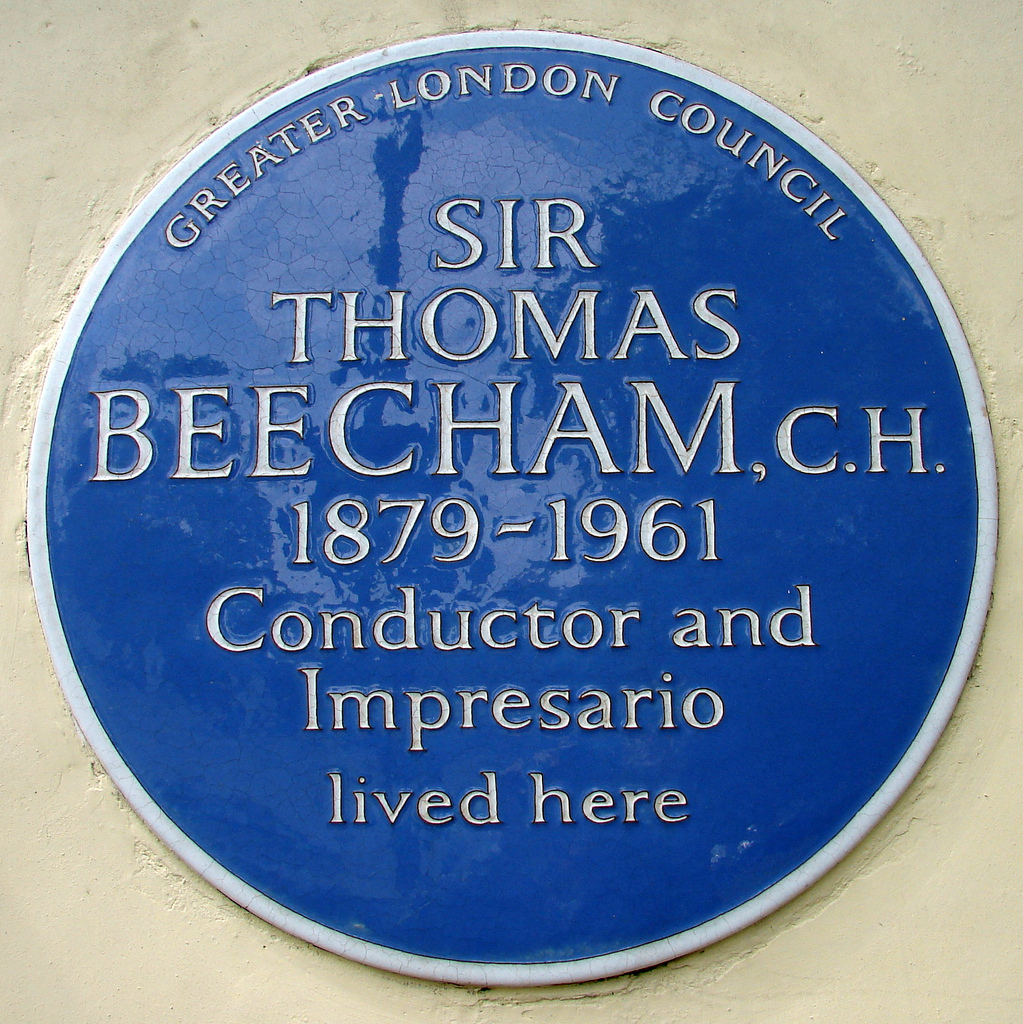 GREATER LONDON COUNCIL
SIR
THOMAS
BEECHAM, C.H.
1879-1961
Conductor and
Impresario
lived here